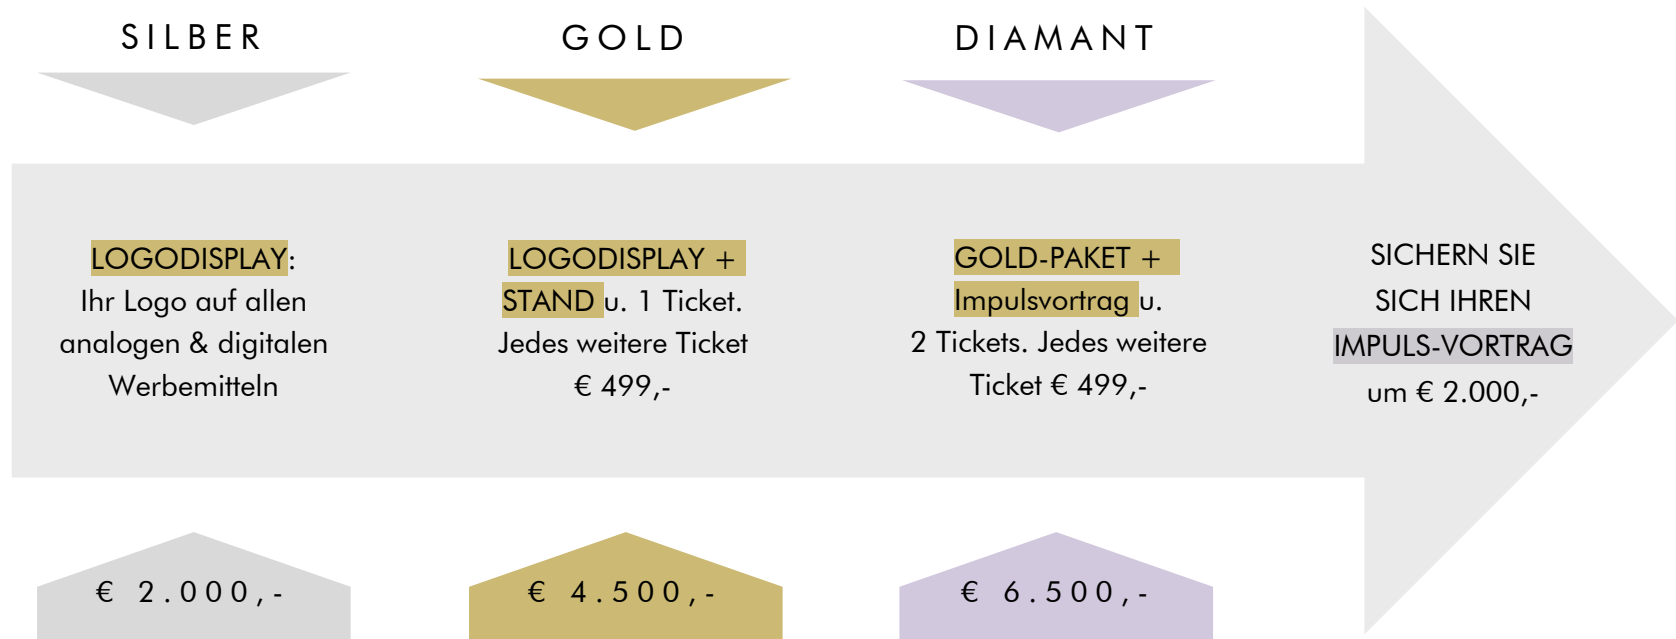 SILBER
GOLD
DIAMANT
LOGODISPLAY:
Ihr Logo auf allen
analogen & digitalen
Werbemitteln
LOGODISPLAY +
STAND u. 1 Ticket.
Jedes weitere Ticket
€ 499,-
GOLD-PAKET +
Impulsvortrag u.
2 Tickets. Jedes weitere
Ticket € 499,-
SICHERN SIE
SICH IHREN
IMPULS-VORTRAG
um € 2.000,-
€ 2.000,-
€ 4.500,-
€ 6.500,-